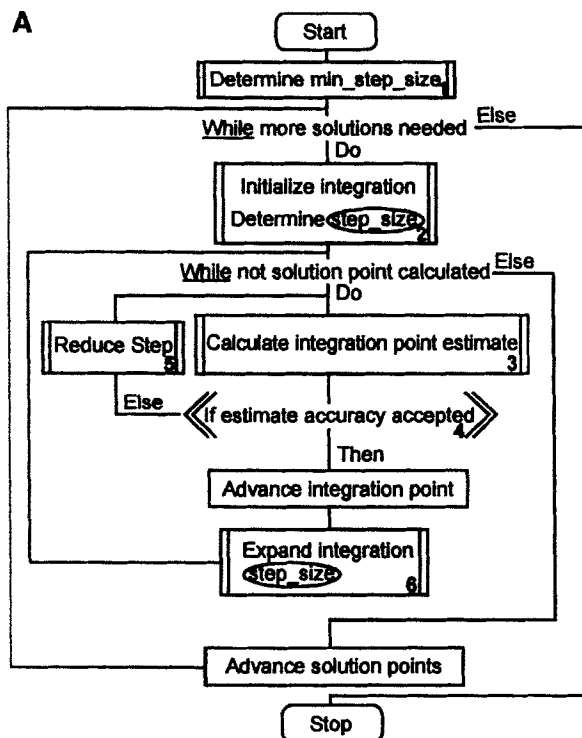 A
Start
Determine min_step_size 1
While more solutions needed
Else
Do
Initialize integration
Determine step_size
2
While not solution point calculated
Else
Do
Reduce Step
5
Calculate integration point estimate
3
Else
If estimate accuracy accepted
4
Then
Advance integration point
Expand integration
step_size
6
Advance solution points
Stop